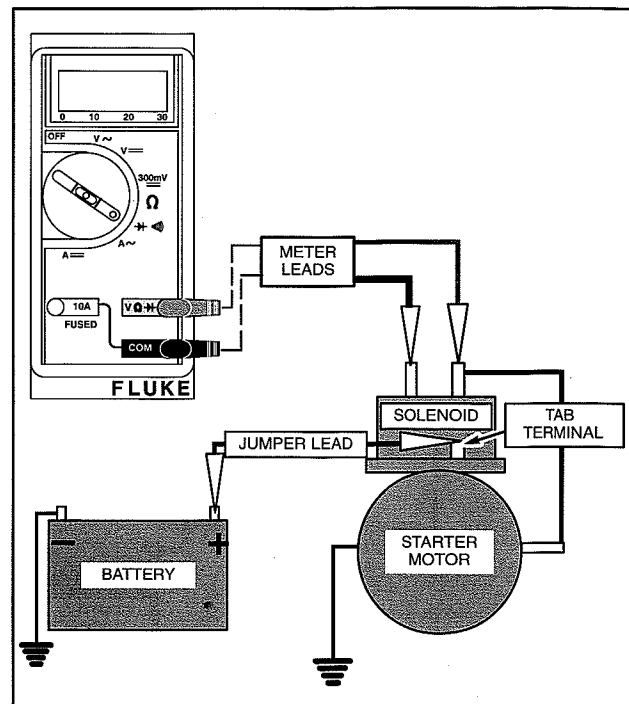 0 10 20 30
OFF
V ~
V ⎓
300mV
Ω
A~
A ⎓
10A
FUSED
V Ω
COM
FLUKE
METER
LEADS
SOLENOID
TAB
TERMINAL
JUMPER LEAD
− +
BATTERY
STARTER
MOTOR